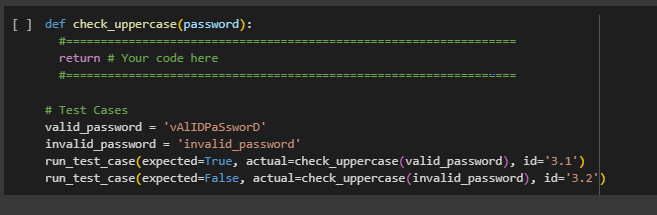 [ ] def check_uppercase(password):
#================================================================
return # Your code here
#================================================================
# Test Cases
valid_password = 'vAlIDPaSsworD'
invalid_password = 'invalid_password'
run_test_case(expected=True, actual=check_uppercase(valid_password), id='3.1')
run_test_case(expected=False, actual=check_uppercase(invalid_password), id='3.2')